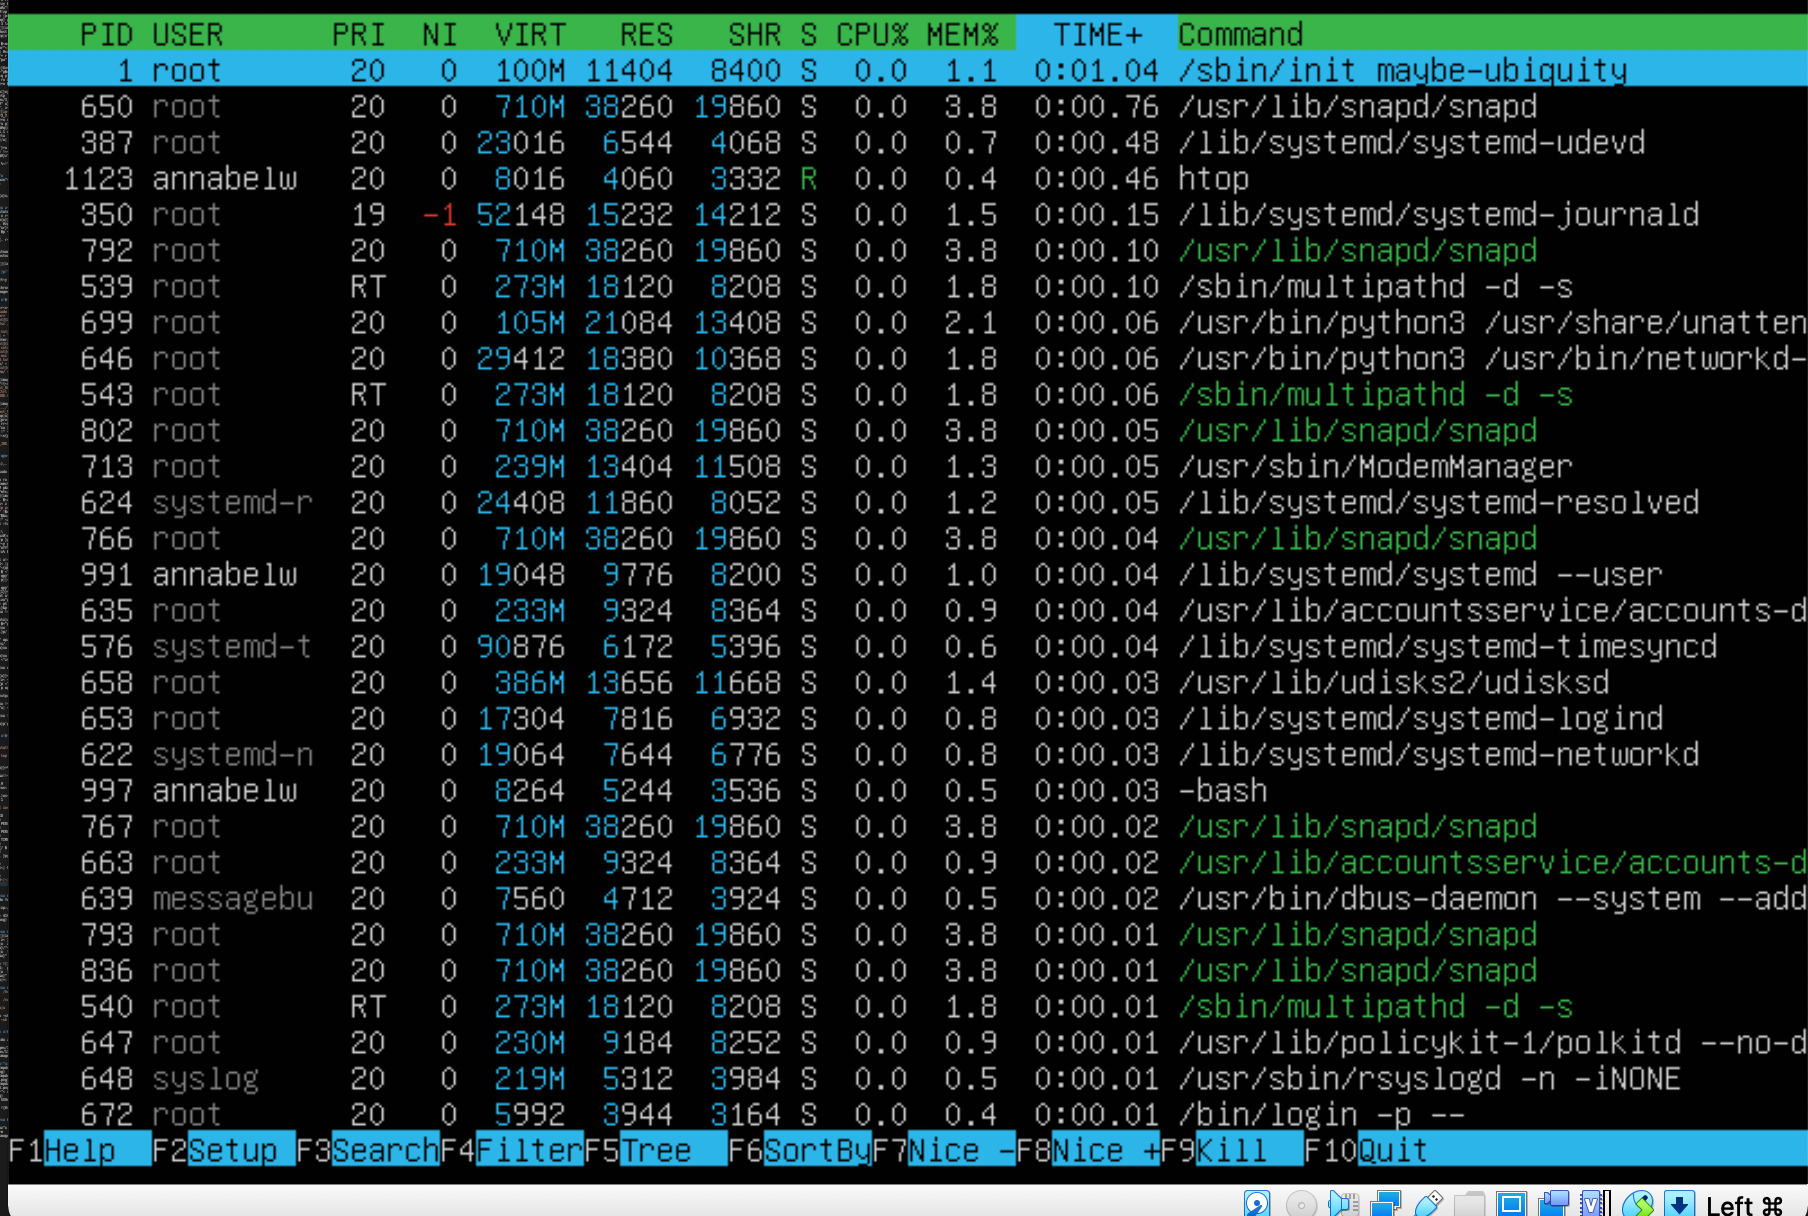 PID USER PRI NI VIRT RES SHR S CPU% MEM% TIME+ Command
1 root 20 0 100M 11404 8400 S 0.0 1.1 0:01.04 /sbin/init maybe-ubiquity
650 root 20 0 710M 38260 19860 S 0.0 3.8 0:00.76 /usr/lib/snapd/snapd
387 root 20 0 23016 6544 4068 S 0.0 0.7 0:00.48 /lib/systemd/systemd-udevd
1123 annabelw 20 0 8016 4060 3332 R 0.0 0.4 0:00.46 htop
350 root 19 -1 52148 15232 14212 S 0.0 1.5 0:00.15 /lib/systemd/systemd-journald
792 root 20 0 710M 38260 19860 S 0.0 3.8 0:00.10 /usr/lib/snapd/snapd
539 root RT 0 273M 18120 8208 S 0.0 1.8 0:00.10 /sbin/multipathd -d -s
699 root 20 0 105M 21084 13408 S 0.0 2.1 0:00.06 /usr/bin/python3 /usr/share/unatten
646 root 20 0 29412 18380 10368 S 0.0 1.8 0:00.06 /usr/bin/python3 /usr/bin/networkd-
543 root RT 0 273M 18120 8208 S 0.0 1.8 0:00.06 /sbin/multipathd -d -s
802 root 20 0 710M 38260 19860 S 0.0 3.8 0:00.05 /usr/lib/snapd/snapd
713 root 20 0 239M 13404 11508 S 0.0 1.3 0:00.05 /usr/sbin/ModemManager
624 systemd-r 20 0 24408 11860 8052 S 0.0 1.2 0:00.05 /lib/systemd/systemd-resolved
766 root 20 0 710M 38260 19860 S 0.0 3.8 0:00.04 /usr/lib/snapd/snapd
991 annabelw 20 0 19048 9776 8200 S 0.0 1.0 0:00.04 /lib/systemd/systemd --user
635 root 20 0 233M 9324 8364 S 0.0 0.9 0:00.04 /usr/lib/accountsservice/accounts-d
576 systemd-t 20 0 90876 6172 5396 S 0.0 0.6 0:00.04 /lib/systemd/systemd-timesyncd
658 root 20 0 386M 13656 11668 S 0.0 1.4 0:00.03 /usr/lib/udisks2/udisksd
653 root 20 0 17304 7816 6932 S 0.0 0.8 0:00.03 /lib/systemd/systemd-logind
622 systemd-n 20 0 19064 7644 6776 S 0.0 0.8 0:00.03 /lib/systemd/systemd-networkd
997 annabelw 20 0 8264 5244 3536 S 0.0 0.5 0:00.03 -bash
767 root 20 0 710M 38260 19860 S 0.0 3.8 0:00.02 /usr/lib/snapd/snapd
663 root 20 0 233M 9324 8364 S 0.0 0.9 0:00.02 /usr/lib/accountsservice/accounts-d
639 messagebu 20 0 7560 4712 3924 S 0.0 0.5 0:00.02 /usr/bin/dbus-daemon --system --add
793 root 20 0 710M 38260 19860 S 0.0 3.8 0:00.01 /usr/lib/snapd/snapd
836 root 20 0 710M 38260 19860 S 0.0 3.8 0:00.01 /usr/lib/snapd/snapd
540 root RT 0 273M 18120 8208 S 0.0 1.8 0:00.01 /sbin/multipathd -d -s
647 root 20 0 230M 9184 8252 S 0.0 0.9 0:00.01 /usr/lib/policykit-1/polkitd --no-d
648 syslog 20 0 219M 5312 3984 S 0.0 0.5 0:00.01 /usr/sbin/rsyslogd -n -iNONE
672 root 20 0 5992 3944 3164 S 0.0 0.4 0:00.01 /bin/login -p --
F1Help F2Setup F3SearchF4FilterF5Tree F6SortByF7Nice -F8Nice +F9Kill F10Quit
Left ⌘